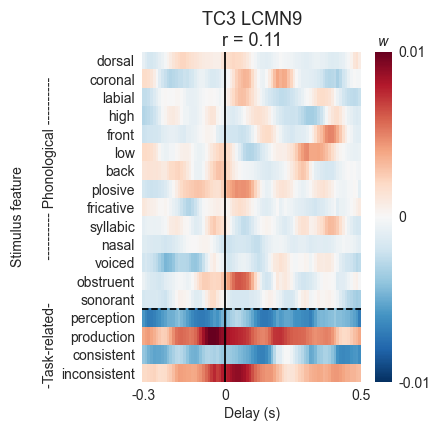 TC3 LCMN9
r = 0.11
w
Stimulus feature
---------- Phonological ----------
-Task-related-
dorsal
coronal
labial
high
front
low
back
plosive
fricative
syllabic
nasal
voiced
obstruent
sonorant
perception
production
consistent
inconsistent
-0.3
0
0.5
Delay (s)
0.01
0
-0.01